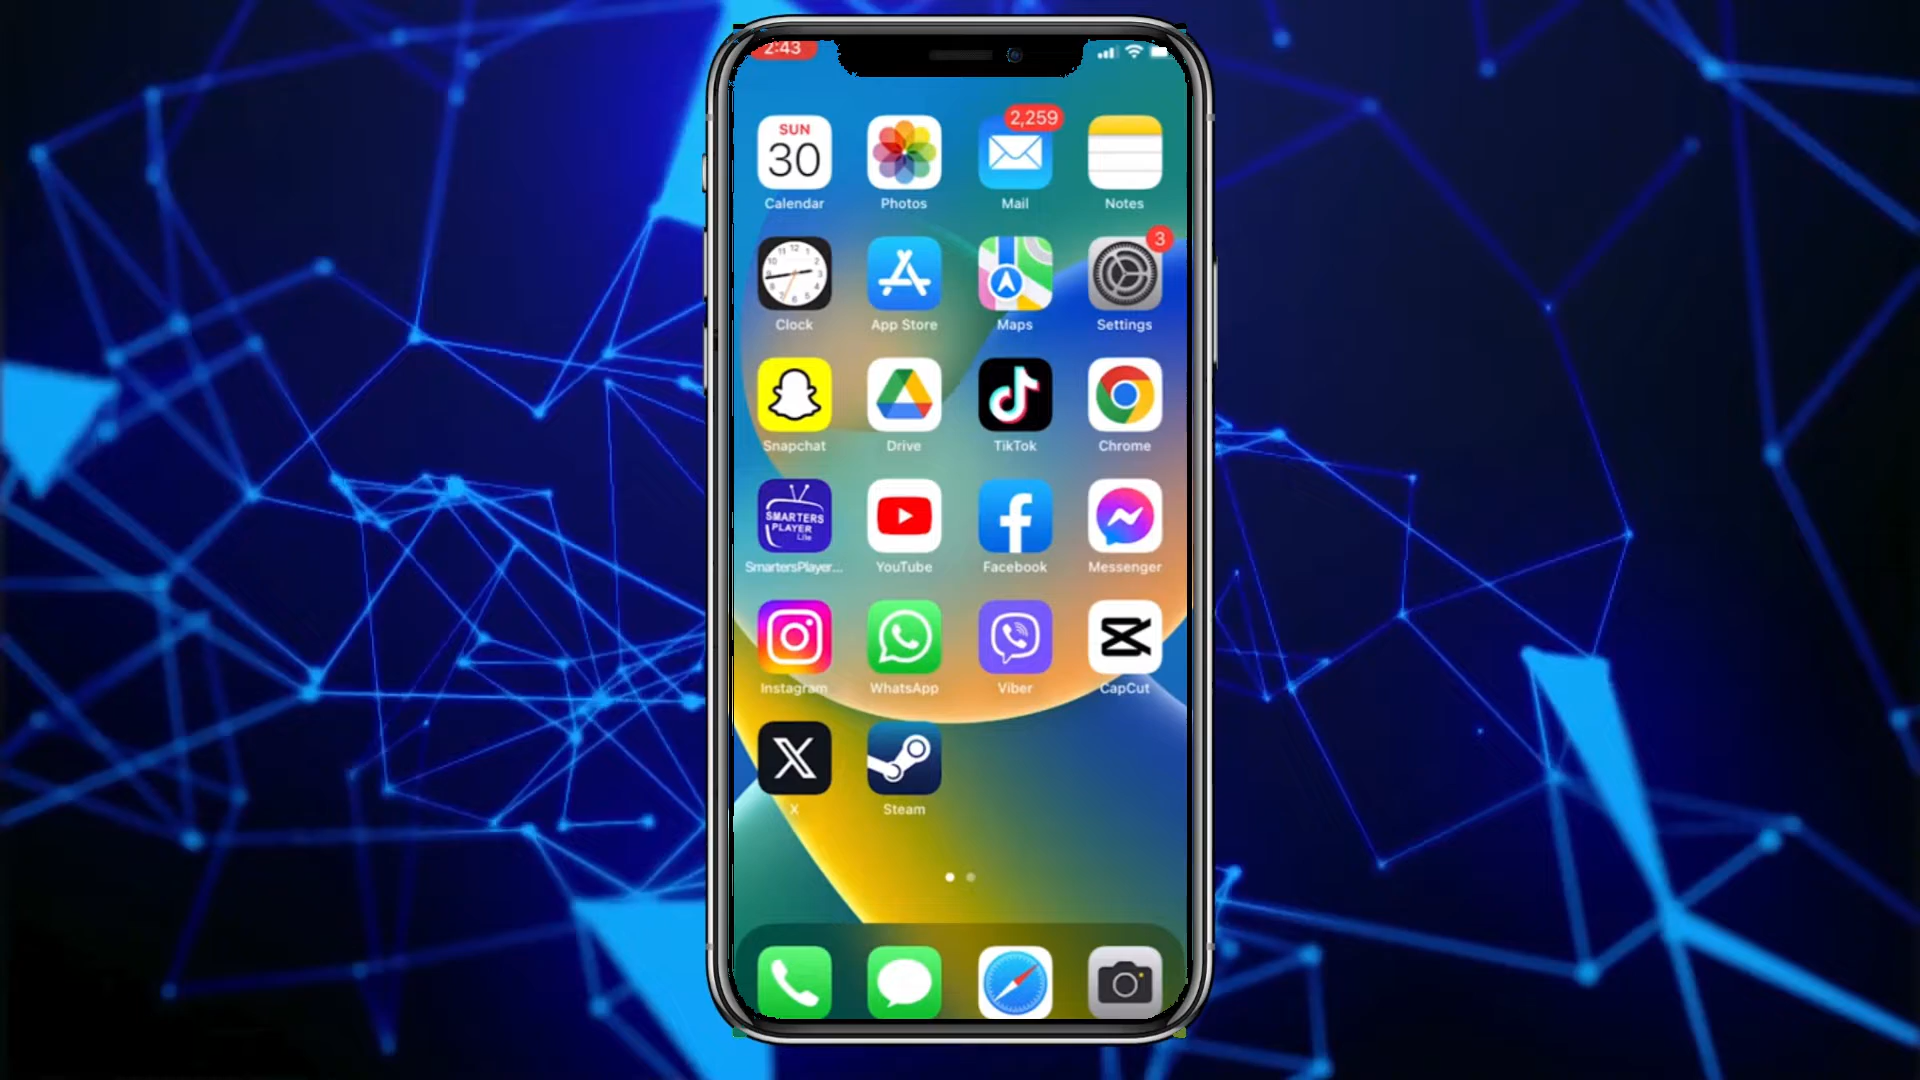 2:43
SUN
30
2,259
Calendar
Photos
Mail
Notes
3
Clock
App Store
Maps
Settings
Snapchat
Drive
TikTok
Chrome
SMARTERS
PLAYER
Lite
SmartersPlayer...
YouTube
Facebook
Messenger
Instagram
WhatsApp
Viber
CapCut
X
Steam